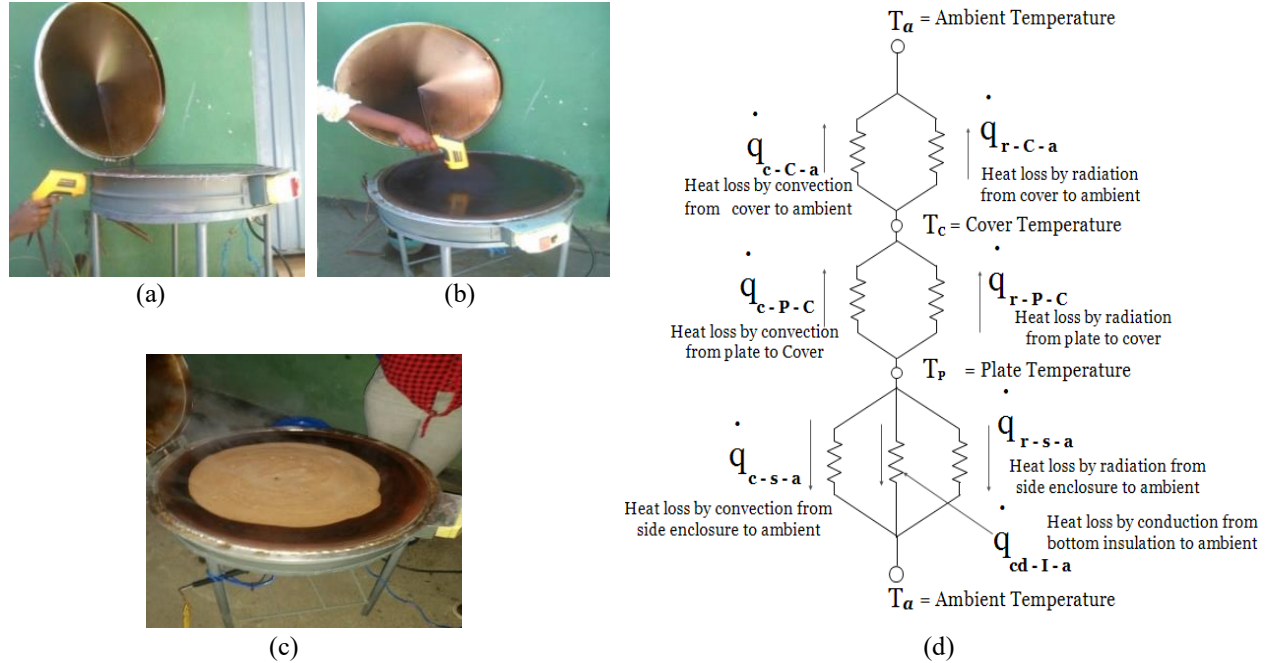 (a)
(b)
(c)
Tₐ = Ambient Temperature
q̇ c - C - a
Heat loss by convection
from cover to ambient
q̇ r - C - a
Heat loss by radiation
from cover to ambient
T_C = Cover Temperature
q̇ c - P - C
Heat loss by convection
from plate to Cover
q̇ r - P - C
Heat loss by radiation
from plate to cover
T_P = Plate Temperature
q̇ c - s - a
Heat loss by convection from
side enclosure to ambient
q̇ r - s - a
Heat loss by radiation from
side enclosure to ambient
Heat loss by conduction from
bottom insulation to ambient
q̇ cd - I - a
Tₐ = Ambient Temperature
(d)